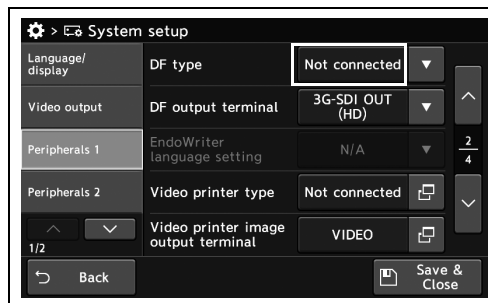 > System setup
Language/
display
DF type
Not connected
Video output
DF output terminal
3G-SDI OUT
(HD)
Peripherals 1
EndoWriter
language setting
N/A
2
4
Peripherals 2
Video printer type
Not connected
1/2
Video printer image
output terminal
VIDEO
Back
Save &
Close